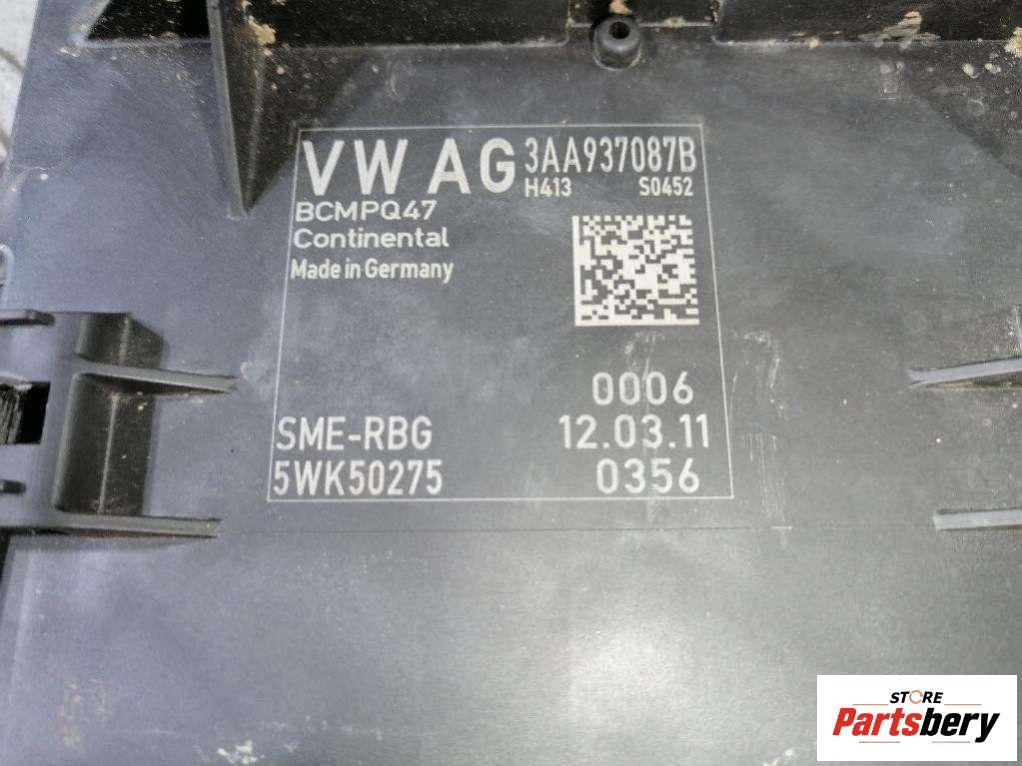 VW AG 3AA937087B
H413 S0452
BCMPQ47
Continental
Made in Germany
0006
SME-RBG 12.03.11
5WK50275 0356
STORE
Partsbery